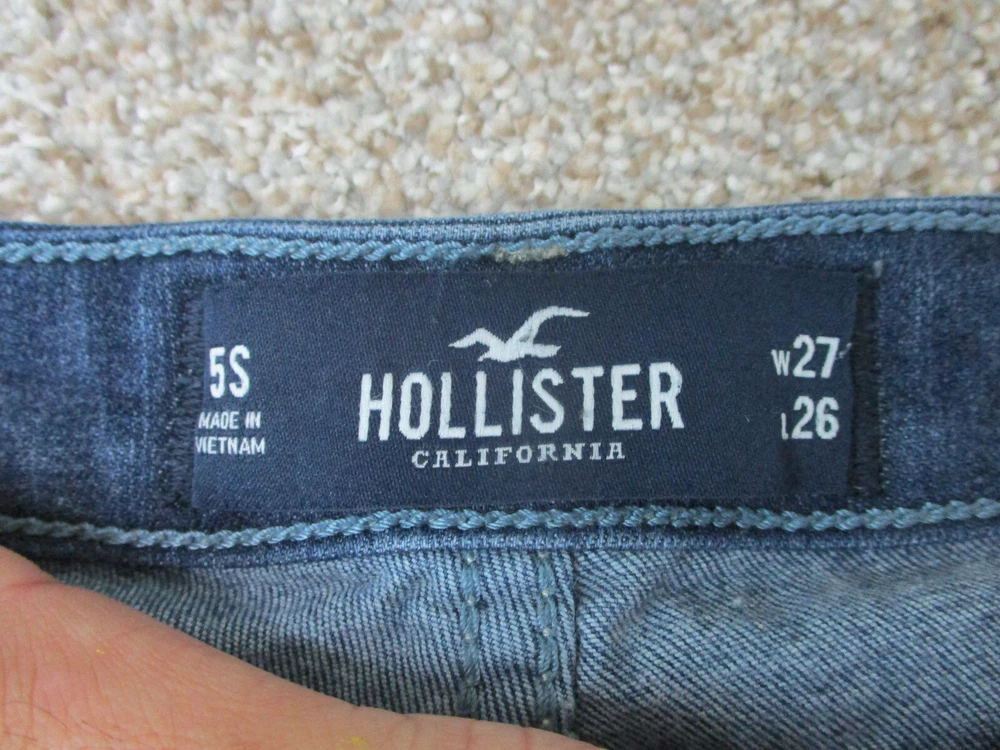 5S
MADE IN
VIETNAM
HOLLISTER
CALIFORNIA
W27
L26